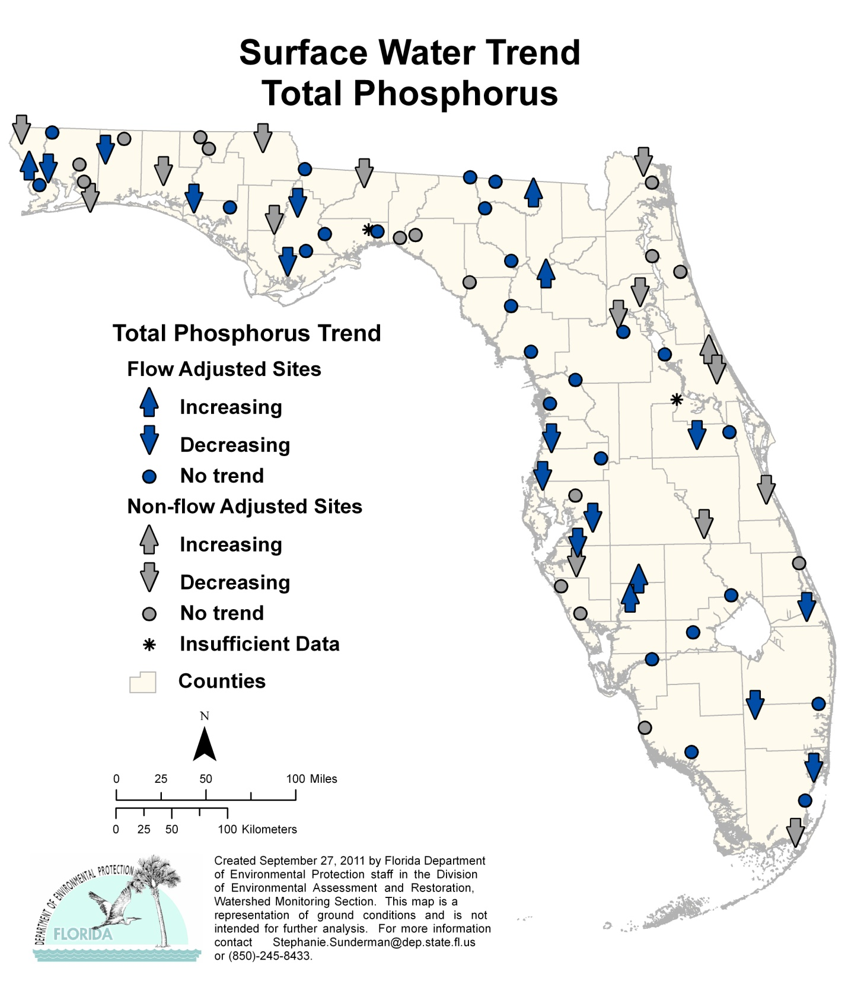 Surface Water Trend
Total Phosphorus
Total Phosphorus Trend
Flow Adjusted Sites
Increasing
Decreasing
No trend
Non-flow Adjusted Sites
Increasing
Decreasing
No trend
Insufficient Data
Counties
N
0 25 50 100 Miles
0 25 50 100 Kilometers
DEPARTMENT OF ENVIRONMENTAL PROTECTION
FLORIDA
Created September 27, 2011 by Florida Department
of Environmental Protection staff in the Division
of Environmental Assessment and Restoration,
Watershed Monitoring Section. This map is a
representation of ground conditions and is not
intended for further analysis. For more information
contact Stephanie.Sunderman@dep.state.fl.us
or (850)-245-8433.